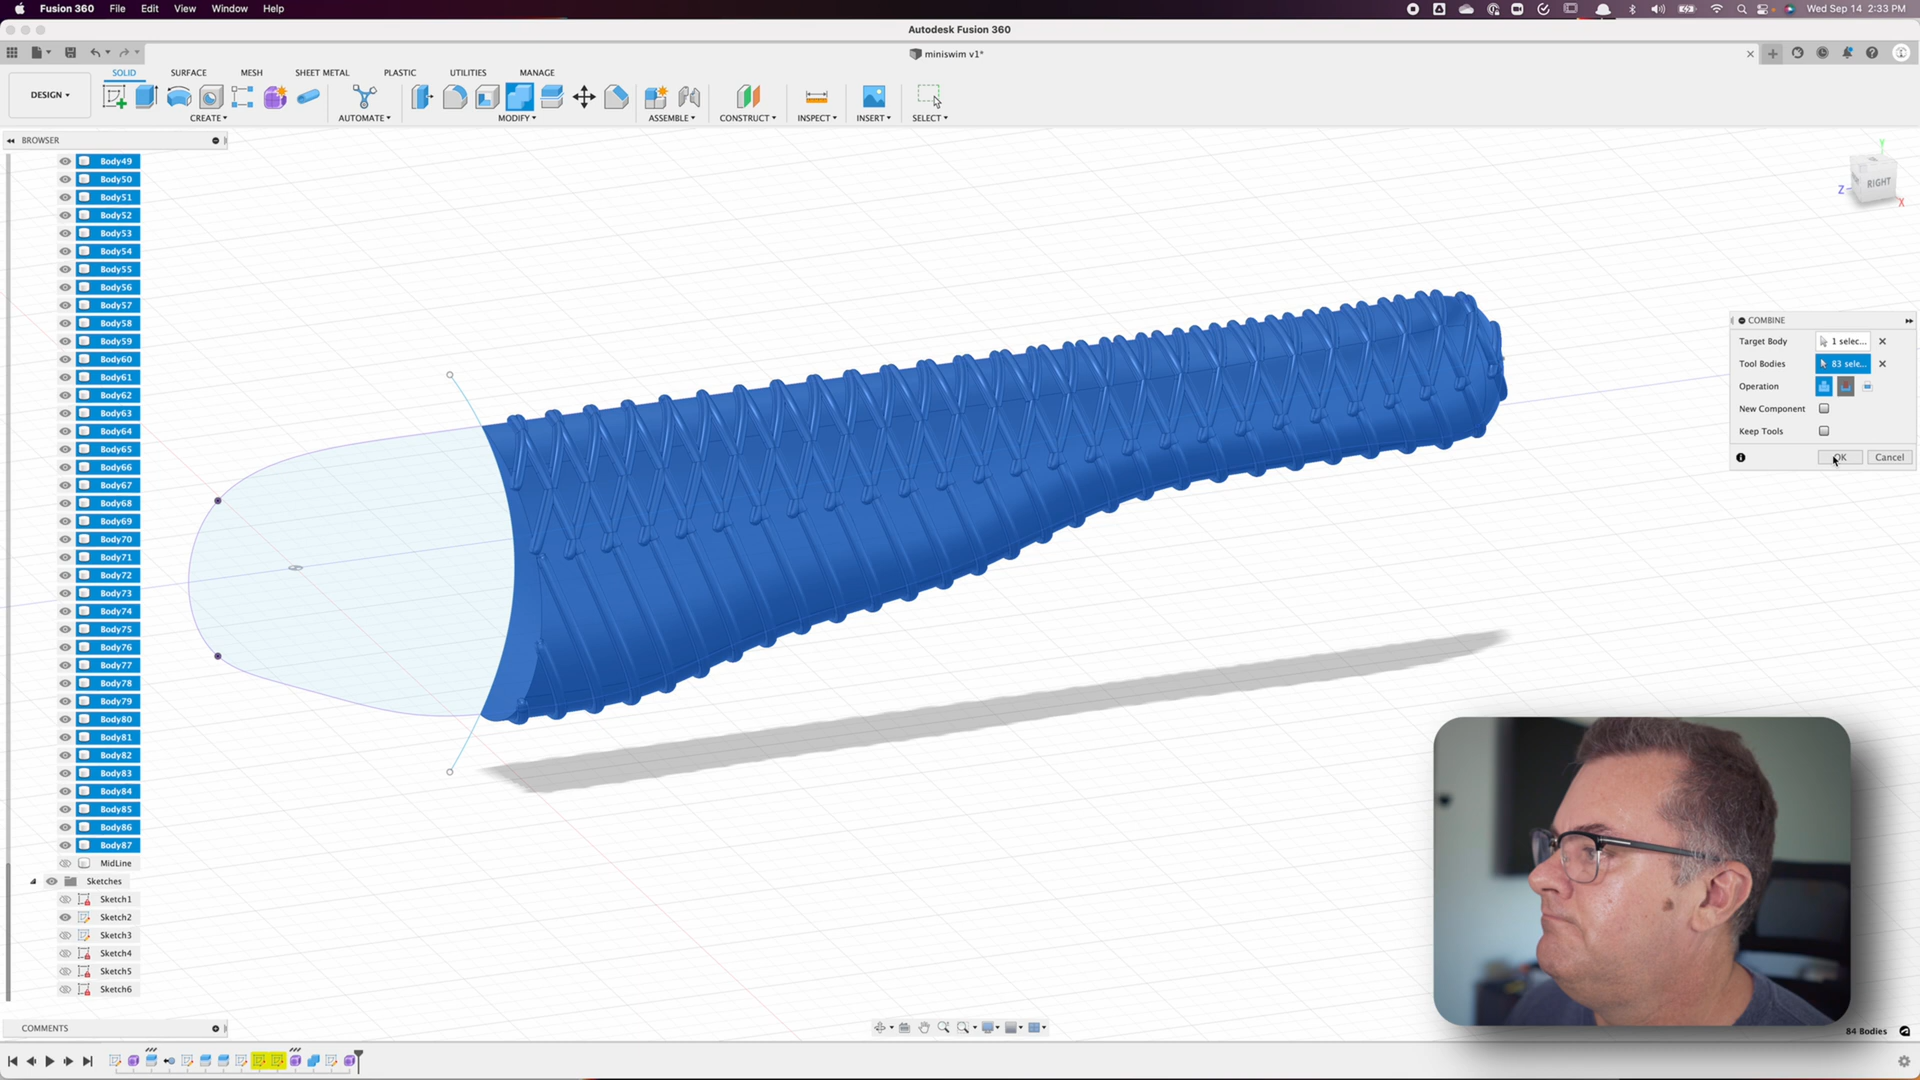 Fusion 360 File Edit View Window Help
Wed Sep 14 2:33 PM
Autodesk Fusion 360
miniswim v1*
SOLID SURFACE MESH SHEET METAL PLASTIC UTILITIES MANAGE
DESIGN
CREATE AUTOMATE MODIFY ASSEMBLE CONSTRUCT INSPECT INSERT SELECT
BROWSER
Body49
Body50
Body51
Body52
Body53
Body54
Body55
Body56
Body57
Body58
Body59
Body60
Body61
Body62
Body63
Body64
Body65
Body66
Body67
Body68
Body69
Body70
Body71
Body72
Body73
Body74
Body75
Body76
Body77
Body78
Body79
Body80
Body81
Body82
Body83
Body84
Body85
Body86
Body87
MidLine
Sketches
Sketch1
Sketch2
Sketch3
Sketch4
Sketch5
Sketch6
COMMENTS
Y
Z
X
RIGHT
COMBINE
Target Body 1 selec...
Tool Bodies 83 sele...
Operation
New Component
Keep Tools
OK Cancel
84 Bodies